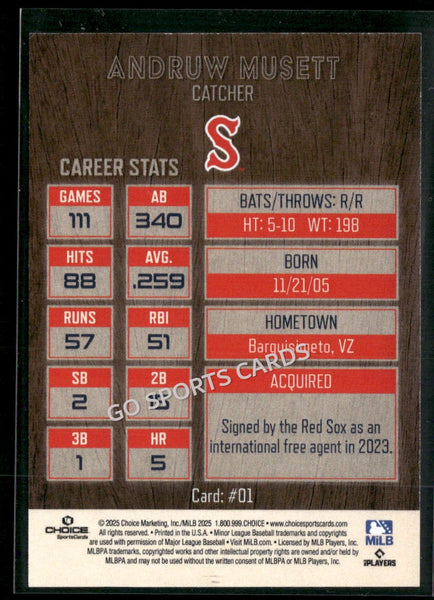 ANDRUW MUSETT
CATCHER
S
CAREER STATS
GAMES
111
AB
340
HITS
88
AVG.
.259
RUNS
57
RBI
51
SB
2
2B
3B
1
HR
5
BATS/THROWS: R/R
HT: 5-10 WT: 198
BORN
11/21/05
HOMETOWN
Barquisimeto, VZ
ACQUIRED
Signed by the Red Sox as an
international free agent in 2023.
GO SPORTS CARDS
Card: #01
CHOICE
SportsCards
© 2025 Choice Marketing, Inc./MiLB 2025 1.800.999.CHOICE • www.choicesportscards.com
All rights reserved. • Printed in the U.S.A. • Minor League Baseball trademarks and copyrights
are used with permission of Major League Baseball • Visit MiLB.com. • Licensed by MLB Players, Inc.
MLBPA trademarks, copyrighted works and other intellectual property rights are owned and/or held by
MLBPA and may not be used without the written consent of MLBPA or MLB Players, Inc.
MiLB
PLAYERS